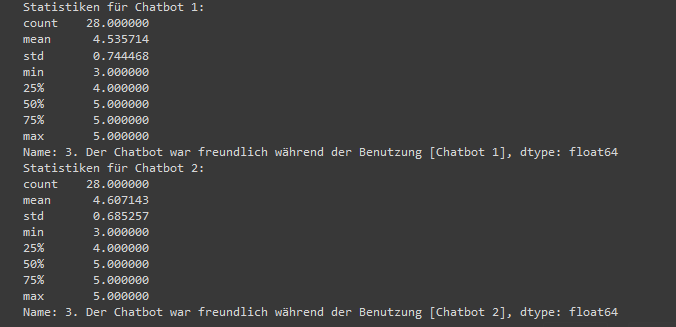 Statistiken für Chatbot 1:
count    28.000000
mean      4.535714
std       0.744468
min       3.000000
25%       4.000000
50%       5.000000
75%       5.000000
max       5.000000
Name: 3. Der Chatbot war freundlich während der Benutzung [Chatbot 1], dtype: float64
Statistiken für Chatbot 2:
count    28.000000
mean      4.607143
std       0.685257
min       3.000000
25%       4.000000
50%       5.000000
75%       5.000000
max       5.000000
Name: 3. Der Chatbot war freundlich während der Benutzung [Chatbot 2], dtype: float64